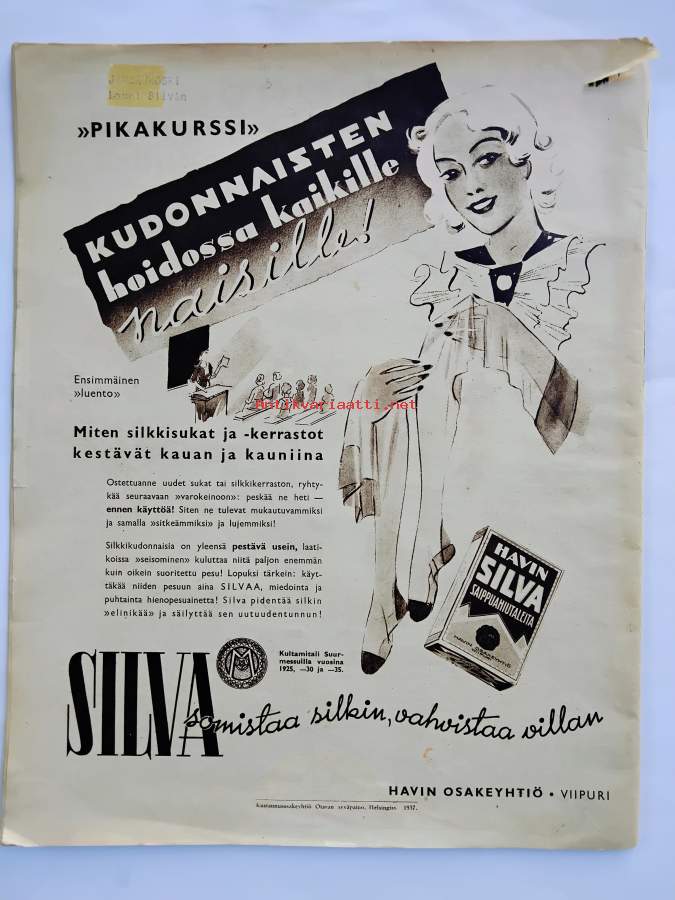 »PIKAKURSSI»
KUDONNAISTEN
hoidossa kaikille
naisille!
Ensimmäinen
»luento»
Antikvariaatti.net
Miten silkkisukat ja -kerrastot
kestävät kauan ja kauniina
Ostettuanne uudet sukat tai silkkikerraston, ryhty-
kää seuraavaan »varokeinoon»: peskää ne heti —
ennen käyttöä! Siten ne tulevat mukautuvammiksi
ja samalla »sitkeämmiksi» ja lujemmiksi!
Silkkikudonnaisia on yleensä pestävä usein, laati-
koissa »seisominen» kuluttaa niitä paljon enemmän
kuin oikein suoritettu pesu! Lopuksi tärkein: käyt-
täkää niiden pesuun aina SILVAA, miedointa ja
puhtainta hienopesuainetta! Silva pidentää silkin
»elinikää» ja säilyttää sen uutuudentunnun!
HAVIN
SILVA
SAIPPUAHIUTALEITA
Kultamitali Suur-
messuilla vuosina
1925, —30 ja —35.
SILVA
somistaa silkin, vahvistaa villan
HAVIN OSAKEYHTIÖ • VIIPURI
Kustannusosakeyhtiö Otavan syväpaino, Helsingin 1937.